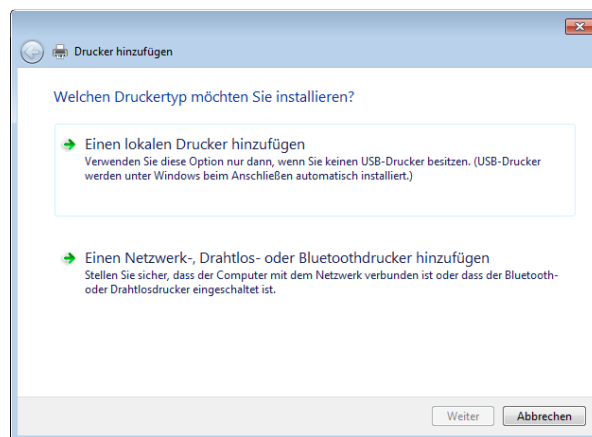 Drucker hinzufügen
Welchen Druckertyp möchten Sie installieren?
Einen lokalen Drucker hinzufügen
Verwenden Sie diese Option nur dann, wenn Sie keinen USB-Drucker besitzen. (USB-Drucker
werden unter Windows beim Anschließen automatisch installiert.)
Einen Netzwerk-, Drahtlos- oder Bluetoothdrucker hinzufügen
Stellen Sie sicher, dass der Computer mit dem Netzwerk verbunden ist oder dass der Bluetooth-
oder Drahtlosdrucker eingeschaltet ist.
Weiter
Abbrechen